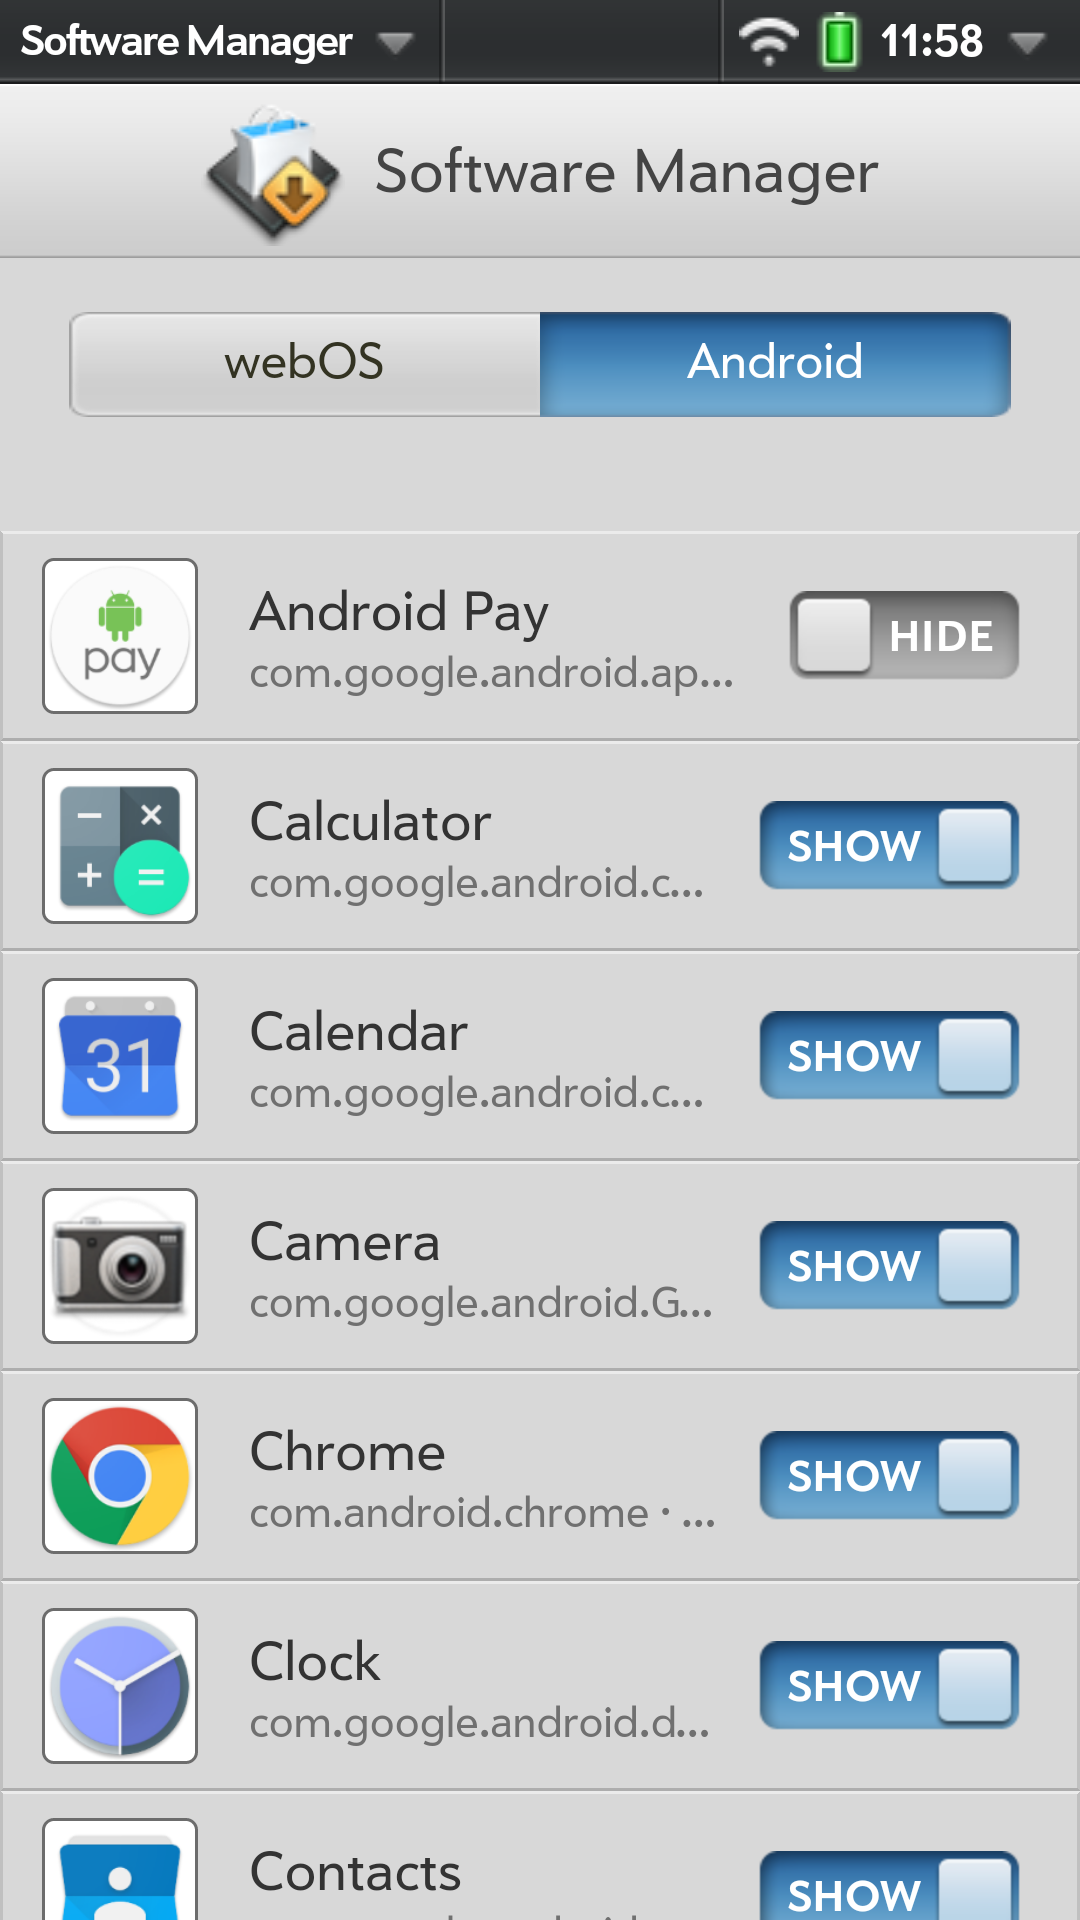 Software Manager 11:58
Software Manager
webOS Android
pay
Android Pay
com.google.android.ap...
HIDE
Calculator
com.google.android.c...
SHOW
31
Calendar
com.google.android.c...
SHOW
Camera
com.google.android.G...
SHOW
Chrome
com.android.chrome · ...
SHOW
Clock
com.google.android.d...
SHOW
Contacts
SHOW